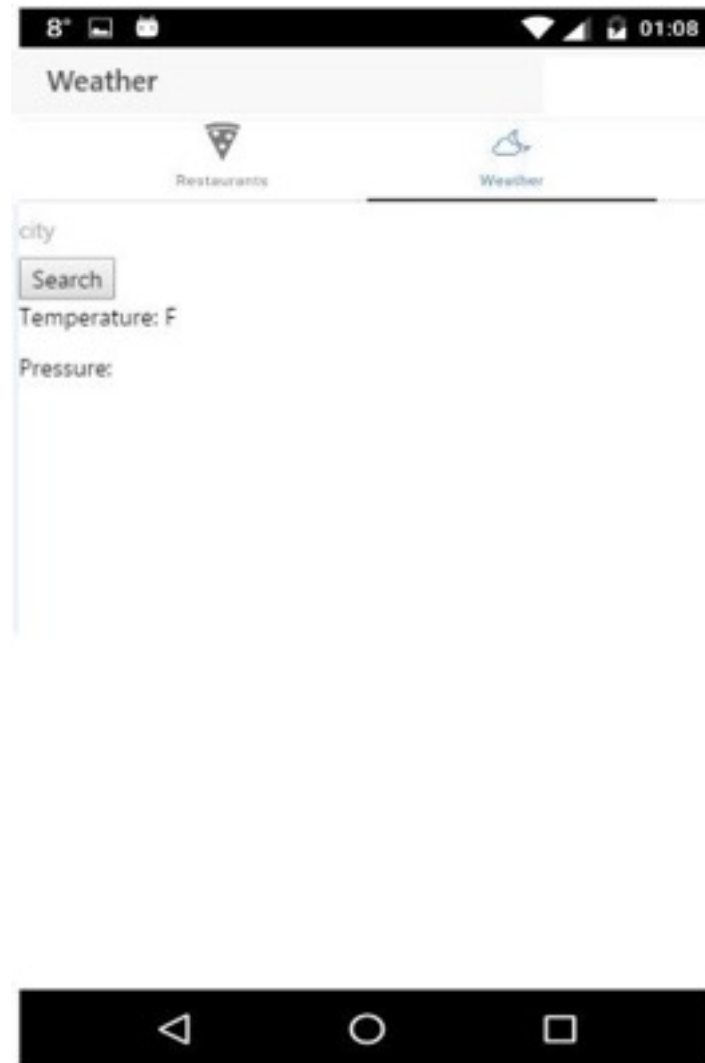 8° 01:08
Weather
Restaurants Weather
city
Search
Temperature: F
Pressure: